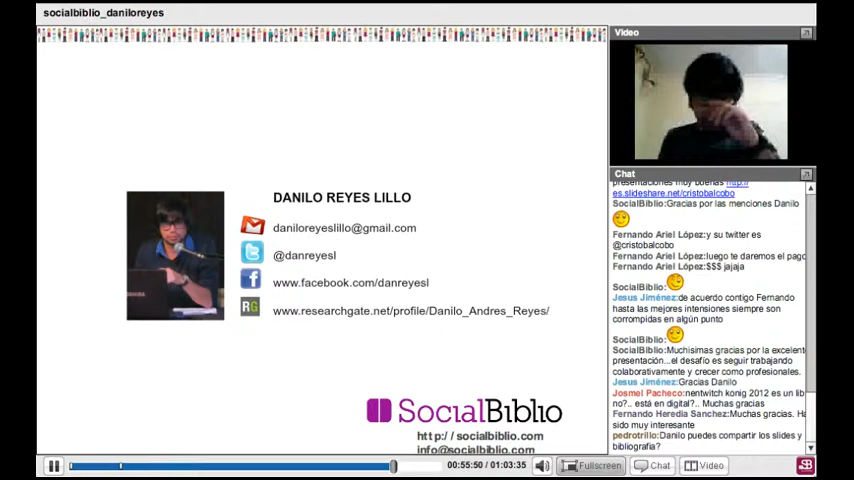 socialbiblio_daniloreyes
Video
DANILO REYES LILLO
daniloreyeslillo@gmail.com
@danreyesl
www.facebook.com/danreyesl
RG
www.researchgate.net/profile/Danilo_Andres_Reyes/
SocialBiblio
http://socialbiblio.com
info@socialbiblio.com
Chat
presentaciones muy buenas http://
es.slideshare.net/cristobalcobo
SocialBiblio:Gracias por las menciones Danilo
Fernando Ariel López:y su twitter es
@cristobalcobo
Fernando Ariel López:luego te daremos el pago
Fernando Ariel López:$$$ jajaja
SocialBiblio:
Jesus Jiménez:de acuerdo contigo Fernando
hasta las mejores intensiones siempre son
corrompidas en algún punto
SocialBiblio:
SocialBiblio:Muchisimas gracias por la excelent
presentación...el desafío es seguir trabajando
colaborativamente y crecer como profesionales.
Jesus Jiménez:Gracias Danilo
Josmel Pacheco:nentwitch konig 2012 es un lib
no?.. está en digital?.. Muchas gracias
Fernando Heredia Sanchez:Muchas gracias. Ha
sido muy interesante
pedrotrillo:Danilo puedes compartir los slides y
bibliografia?
00:55:50 / 01:03:35
Fullscreen
Chat
Video
SB